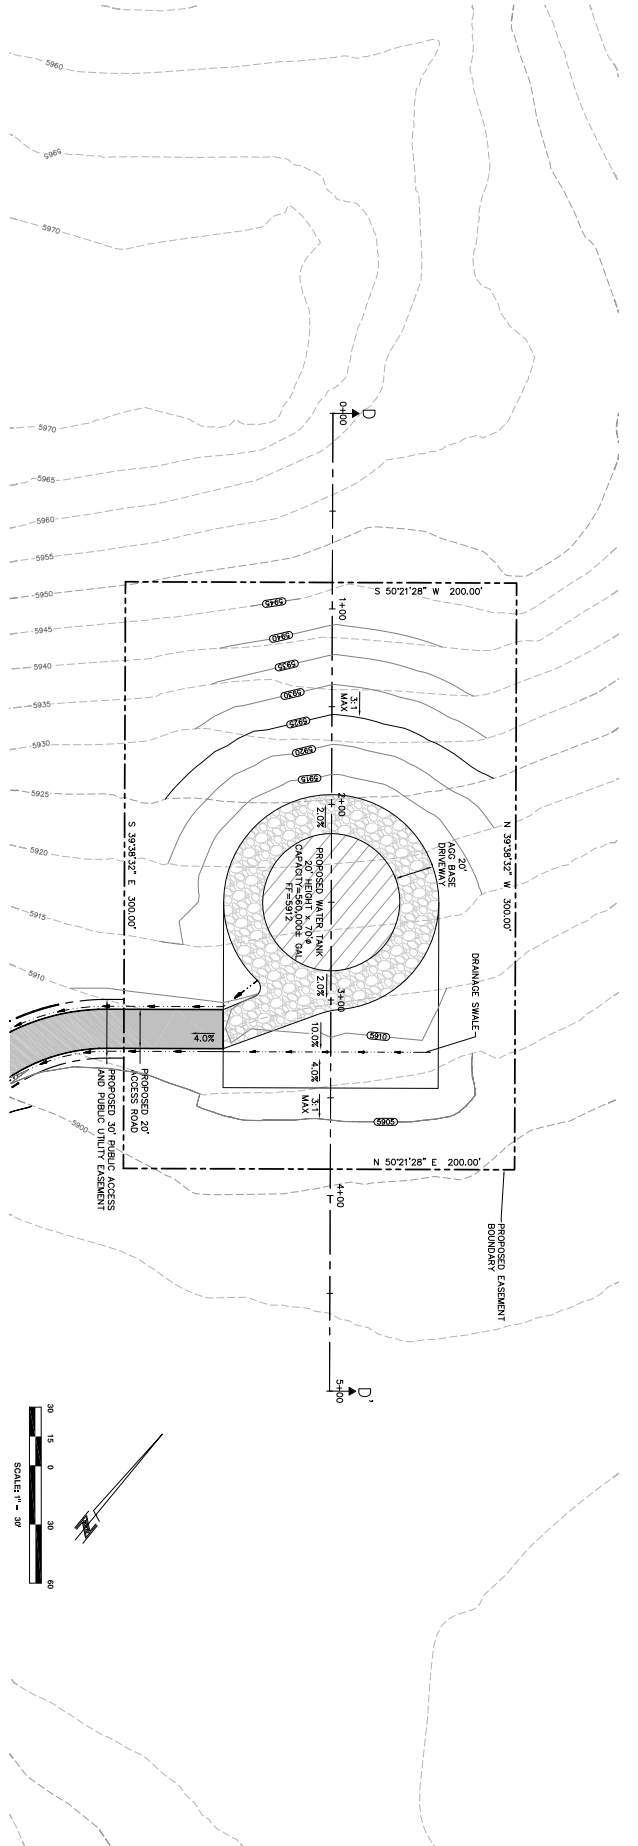 5960
5965
5970
5970
5965
5960
5955
5950
5945
5940
5935
5930
5925
5920
5915
5910
5900
D
0+00
1+00
2+00
3+00
4+00
5+00
D'
S 50°21'28" W 200.00'
N 39°38'32" W 300.00'
S 39°38'32" E 300.00'
N 50°21'28" E 200.00'
5945
5940
5935
5930
5925
5920
5915
5910
5905
3:1
MAX
2.0%
20'
AGG BASE
DRIVEWAY
PROPOSED WATER TANK
20' HEIGHT x 70'ø
CAPACITY=560,000± GAL
FF=5912
2.0%
DRAINAGE SWALE
10.0%
4.0%
4.0%
3:1
MAX
PROPOSED 20'
ACCESS ROAD
PROPOSED 30' PUBLIC ACCESS
AND PUBLIC UTILITY EASEMENT
PROPOSED EASEMENT
BOUNDARY
30 15 0 30 60
SCALE: 1" = 30'
N